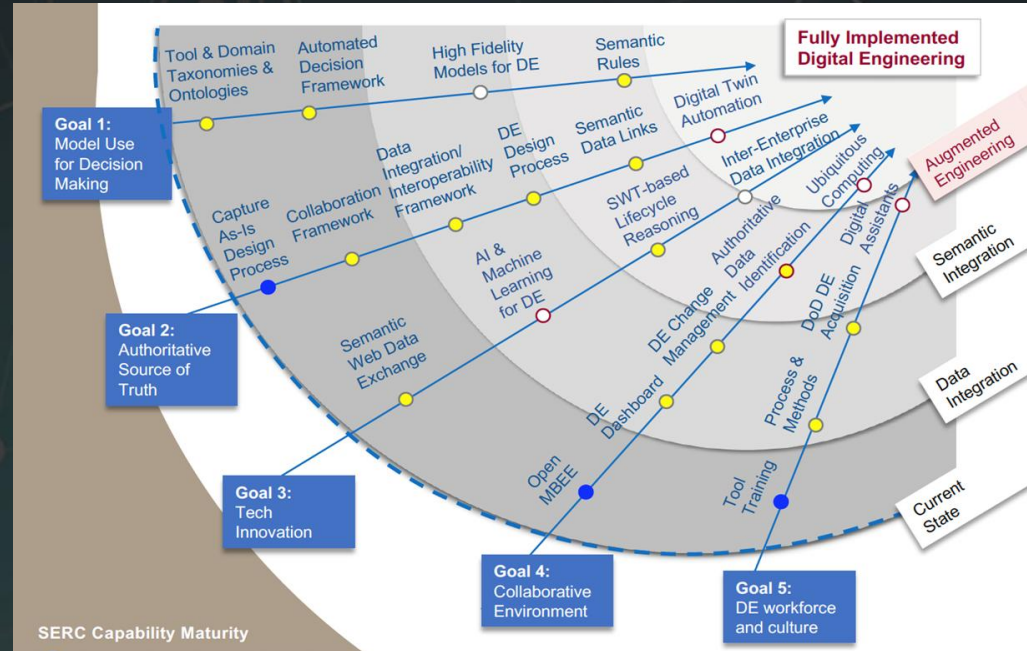 Tool & Domain
Taxonomies &
Ontologies
Automated
Decision
Framework
High Fidelity
Models for DE
Semantic
Rules
Fully Implemented
Digital Engineering
Goal 1:
Model Use
for Decision
Making
Capture
As-Is
Design
Process
Collaboration
Framework
Data
Integration/
Interoperability
Framework
DE
Design
Process
Semantic
Data Links
Digital Twin
Automation
Goal 2:
Authoritative
Source of
Truth
Semantic
Web Data
Exchange
AI &
Machine
Learning
for DE
SWT-based
Lifecycle
Reasoning
Inter-Enterprise
Data Integration
Goal 3:
Tech
Innovation
Open
MBEE
DE
Dashboard
DE Change
Management
Authoritative
Data
Identification
Ubiquitous
Computing
Goal 4:
Collaborative
Environment
Tool
Training
Process &
Methods
DoD DE
Acquisition
Digital
Assistants
Goal 5:
DE workforce
and culture
Augmented
Engineering
Semantic
Integration
Data
Integration
Current
State
SERC Capability Maturity